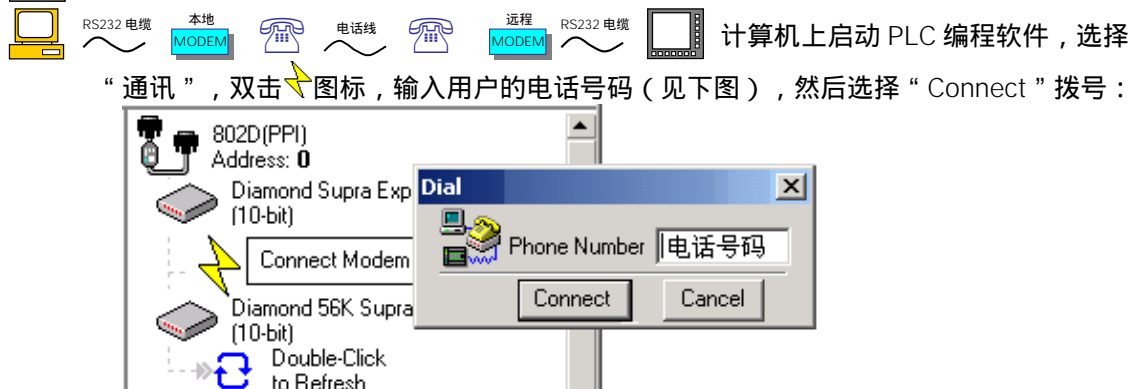 RS232 电缆 本地 MODEM 电话线 远程 MODEM RS232 电缆 计算机上启动 PLC 编程软件，选择
“通讯”，双击图标，输入用户的电话号码（见下图），然后选择“Connect”拨号：
802D(PPI)
Address: 0
Diamond Supra Exp
(10-bit)
Connect Modem
Diamond 56K Supra
(10-bit)
Double-Click
to Refresh
Dial
Phone Number 电话号码
Connect Cancel